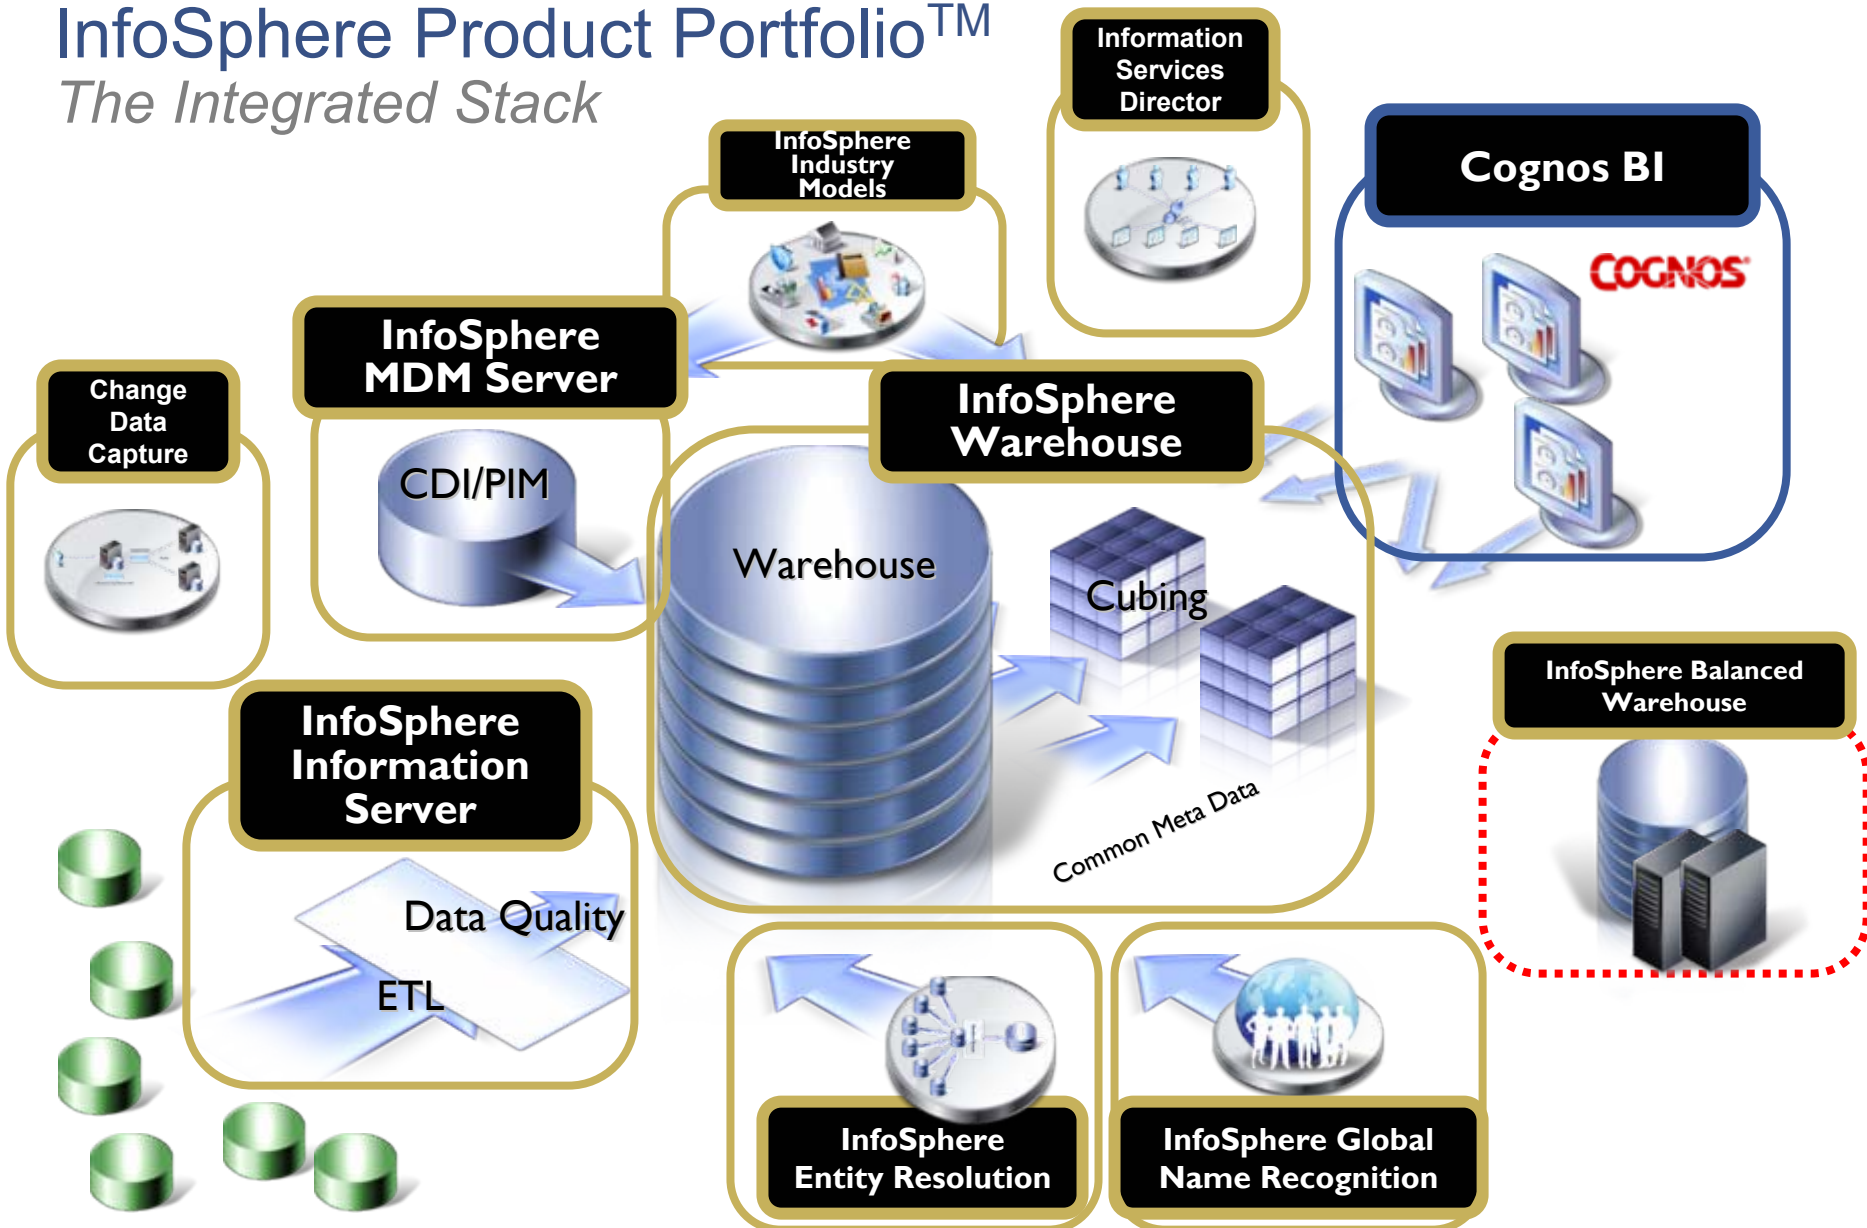 InfoSphere Product Portfolio™
The Integrated Stack
Information
Services
Director
InfoSphere
Industry
Models
Cognos BI
COGNOS
InfoSphere
MDM Server
Change
Data
Capture
InfoSphere
Warehouse
CDI/PIM
Warehouse
Cubing
InfoSphere Balanced
Warehouse
InfoSphere
Information
Server
Common Meta Data
Data Quality
ETL
InfoSphere
Entity Resolution
InfoSphere Global
Name Recognition